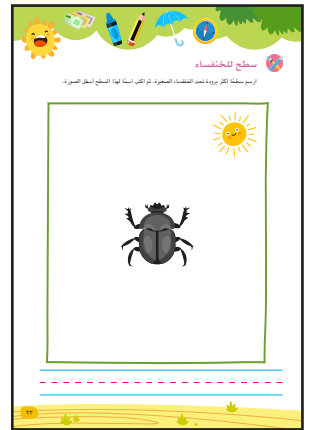 سطح للخنفساء
ارسم سطحًا أكثر برودة تحت الخنفساء الصغيرة. ثم اكتب اسمًا لهذا السطح أسفل الصورة.
٢٣